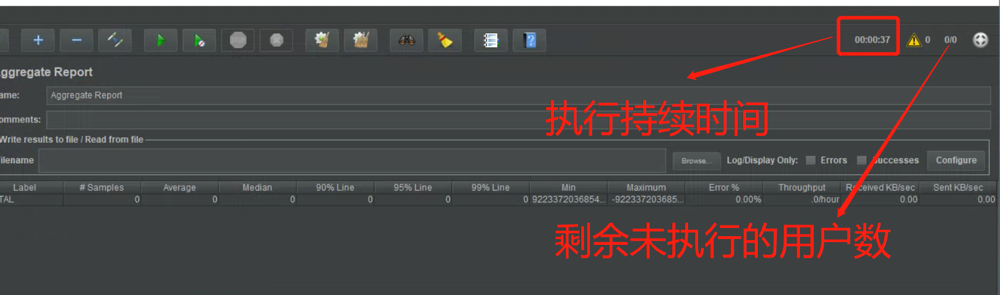 00:00:37 0 0/0
ggregate Report
ame: Aggregate Report
执行持续时间
omments:
Write results to file / Read from file
ilename Browse... Log/Display Only: Errors Successes Configure
Label # Samples Average Median 90% Line 95% Line 99% Line Min Maximum Error % Throughput Received KB/sec Sent KB/sec
TAL 0 0 0 0 0 0 9223372036854... -922337203685... 0.00% .0/hour 0.00 0.00
剩余未执行的用户数